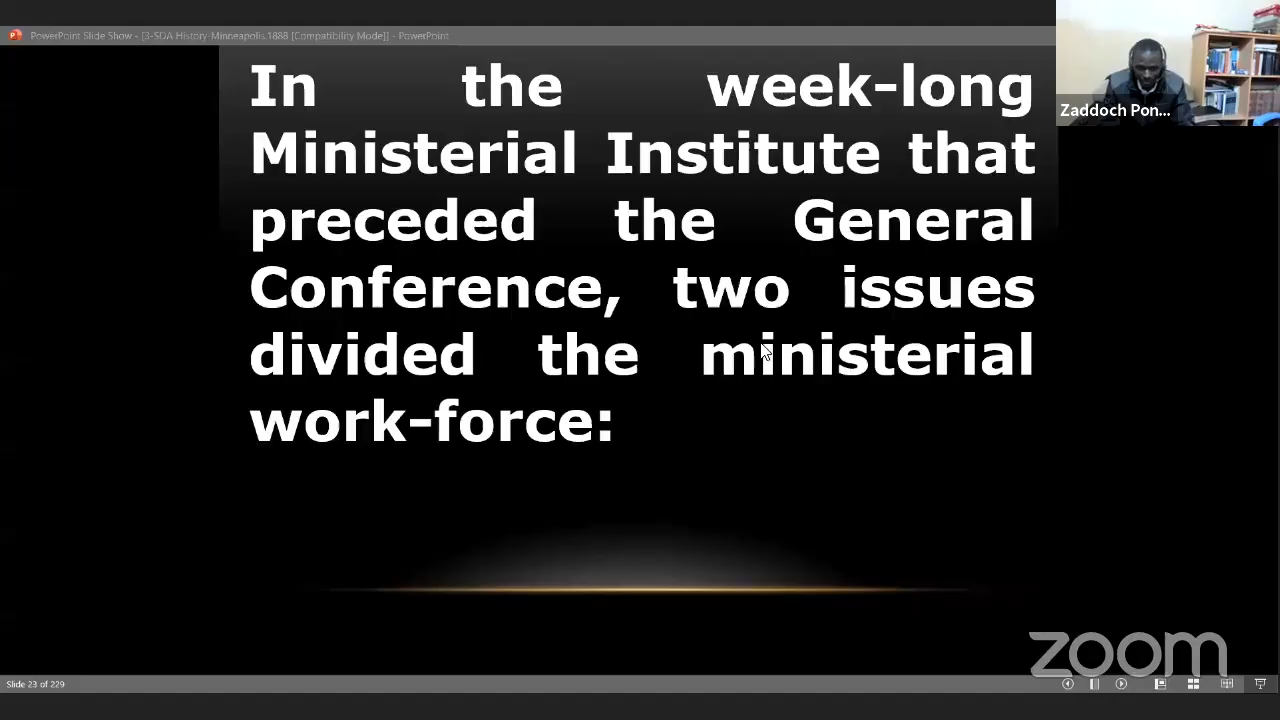 PowerPoint Slide Show - [3-SDA History-Minneapolis.1888 [Compatibility Mode]] - PowerPoint
Zaddoch Pon...
In the week-long
Ministerial Institute that
preceded the General
Conference, two issues
divided the ministerial
work-force:
zoom
Slide 23 of 229